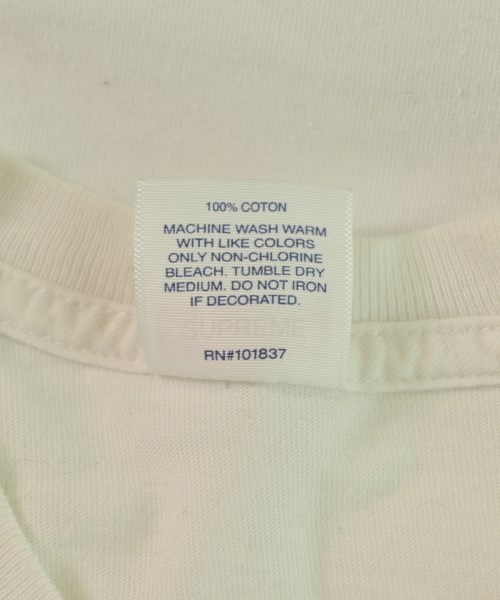 100% COTTON
MACHINE WASH WARM
WITH LIKE COLORS
ONLY NON-CHLORINE
BLEACH. TUMBLE DRY
MEDIUM. DO NOT IRON
IF DECORATED.
SUPREME
RN#101837